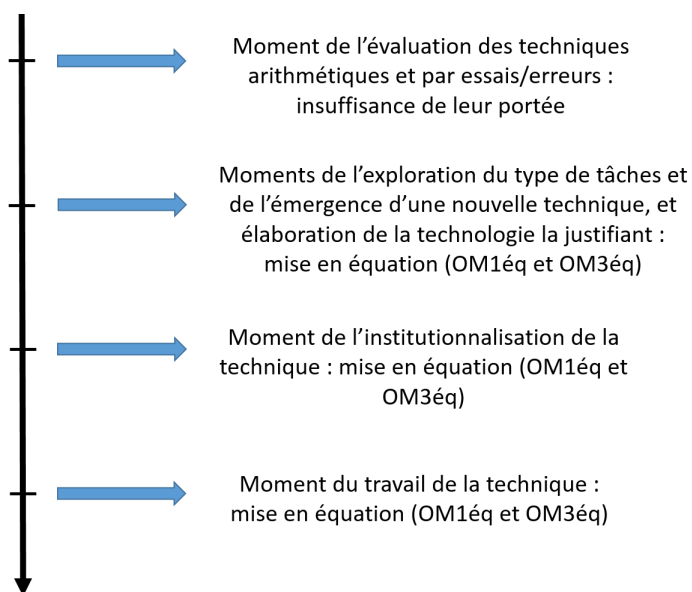 Moment de l’évaluation des techniques
arithmétiques et par essais/erreurs :
insuffisance de leur portée
Moments de l’exploration du type de tâches et
de l’émergence d’une nouvelle technique, et
élaboration de la technologie la justifiant :
mise en équation (OM1éq et OM3éq)
Moment de l’institutionnalisation de la
technique : mise en équation (OM1éq et
OM3éq)
Moment du travail de la technique :
mise en équation (OM1éq et OM3éq)